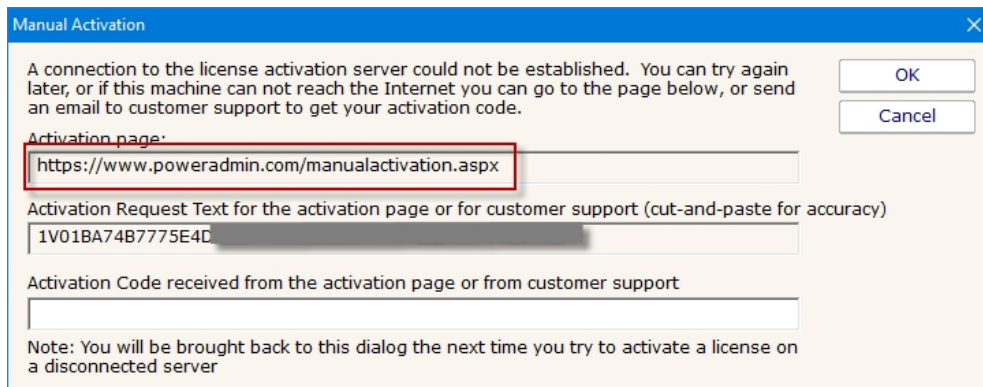 Manual Activation
A connection to the license activation server could not be established. You can try again
later, or if this machine can not reach the Internet you can go to the page below, or send
an email to customer support to get your activation code.
OK
Cancel
Activation page:
https://www.poweradmin.com/manualactivation.aspx
Activation Request Text for the activation page or for customer support (cut-and-paste for accuracy)
1V01BA74B7775E4D
Activation Code received from the activation page or from customer support
Note: You will be brought back to this dialog the next time you try to activate a license on
a disconnected server